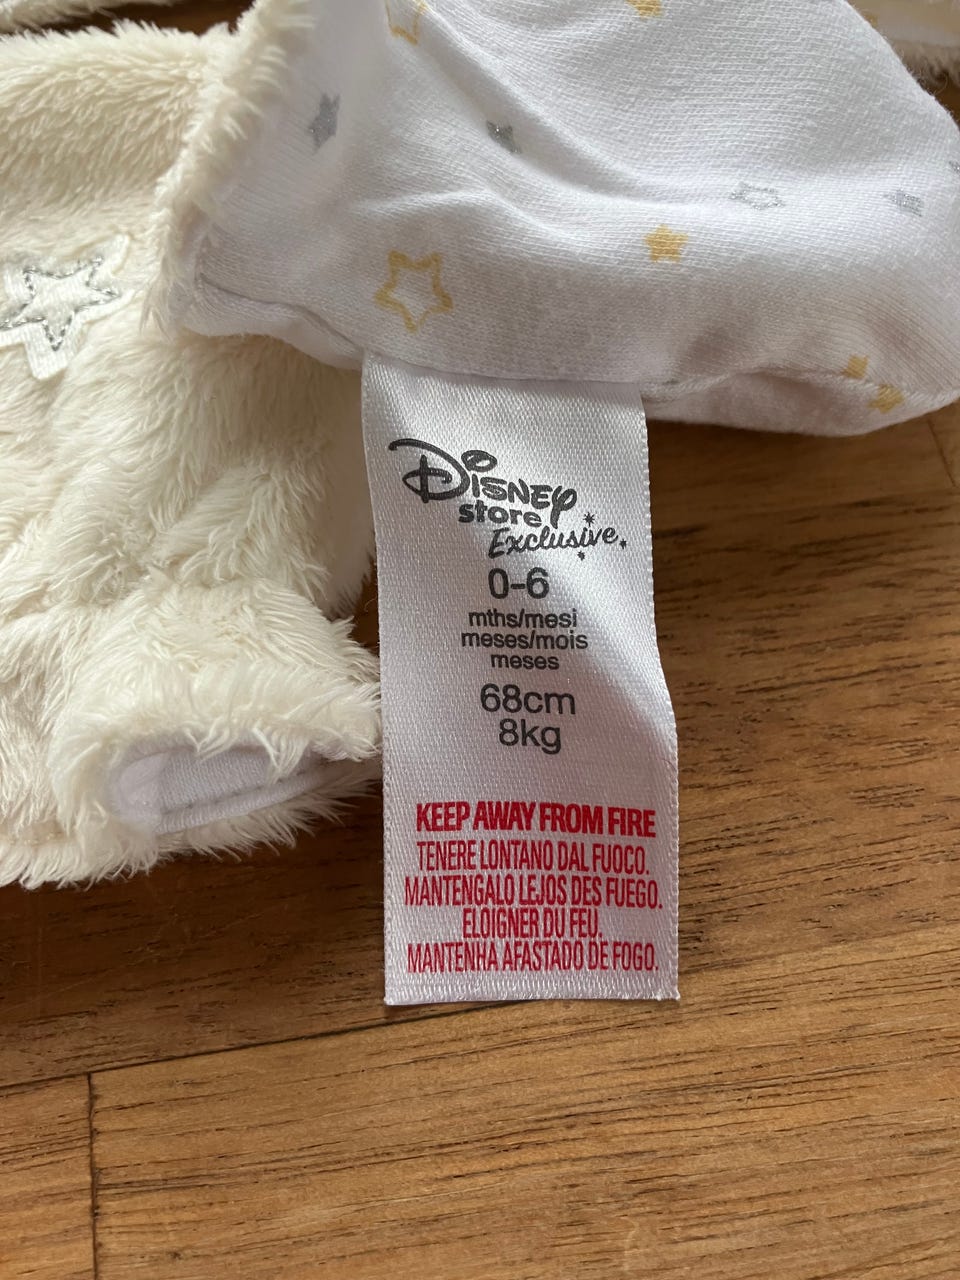 Disney
store
Exclusive
0-6
mths/mesi
meses/mois
meses
68cm
8kg
KEEP AWAY FROM FIRE
TENERE LONTANO DAL FUOCO.
MANTENGALO LEJOS DES FUEGO.
ELOIGNER DU FEU.
MANTENHA AFASTADO DE FOGO.